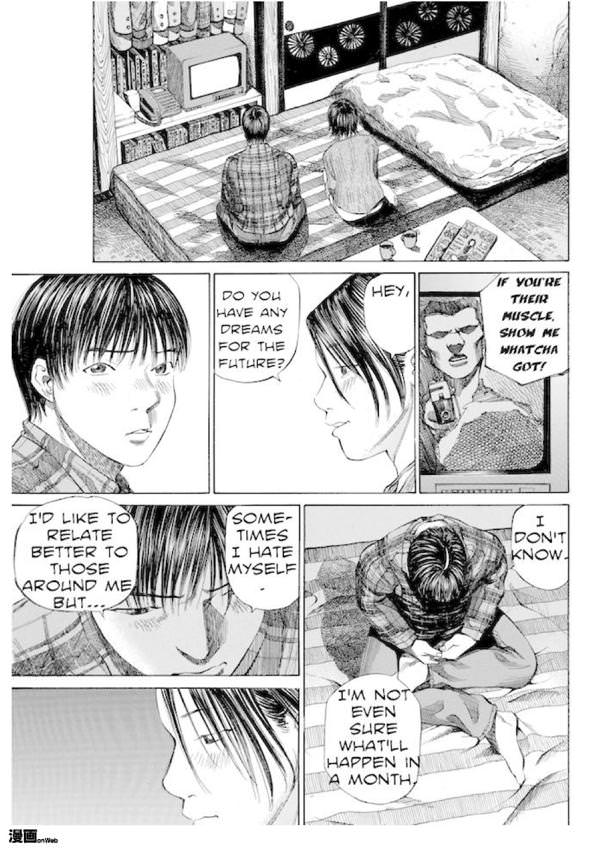 IF YOU'RE
THEIR
MUSCLE,
SHOW ME
WHATCHA
GOT!
HEY,
DO YOU
HAVE ANY
DREAMS
FOR THE
FUTURE?
I
DON'T
KNOW.
I'M NOT
EVEN
SURE
WHAT'LL
HAPPEN IN
A MONTH.
SOME-
TIMES
I HATE
MYSELF
.
I'D LIKE TO
RELATE
BETTER TO
THOSE
AROUND ME
BUT...
漫画 on Web